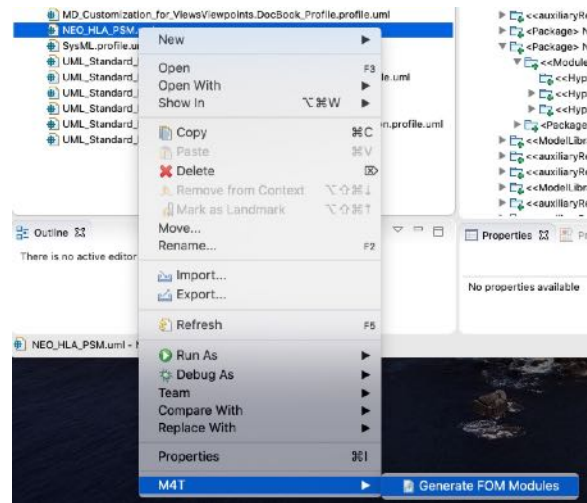 MD_Customization_for_ViewsViewpoints.DocBook_Profile.profile.uml
NEO_HLA_PSM.
SysML.profile.u
UML_Standard_
UML_Standard_
le.uml
UML_Standard_
UML_Standard_
n.profile.uml
UML_Standard_
New
Open F3
Open With
Show In ⌥⌘W
Copy ⌘C
Paste ⌘V
Delete ⌦
Remove from Context ⌥⇧⌘↓
Mark as Landmark ⌥⇧⌘↑
Move...
Rename... F2
Import...
Export...
Refresh F5
Run As
Debug As
Team
Compare With
Replace With
Properties ⌘I
M4T
Generate FOM Modules
<<auxiliaryRe
<Package> N
<Package> N
<<Module
<<Hyp
<<Hyp
<<Hyp
<Package
<<ModelLibr
<<auxiliaryRe
<<ModelLibr
<<auxiliaryRe
Outline
There is no active editor
Properties Pr
No properties available
NEO_HLA_PSM.uml - N